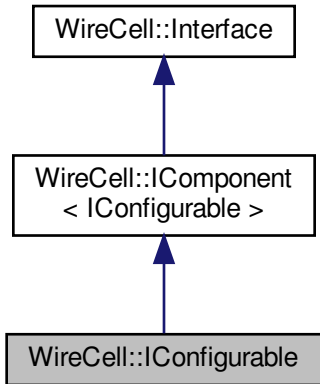 WireCell::Interface
WireCell::IComponent
< IConfigurable >
WireCell::IConfigurable